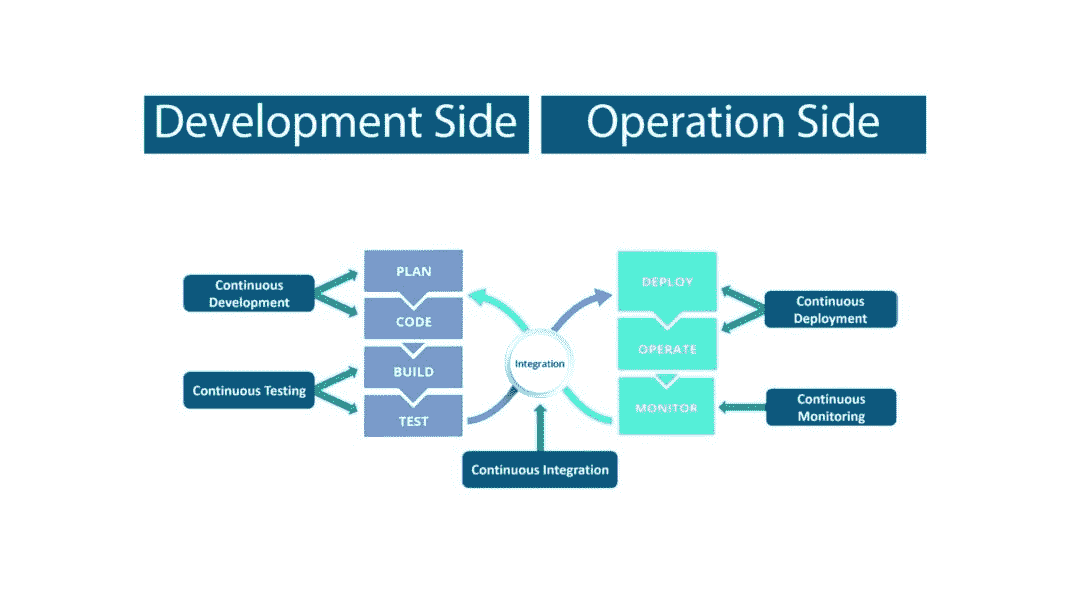 Development Side
Operation Side
PLAN
CODE
BUILD
TEST
Continuous
Development
Continuous Testing
Integration
Continuous Integration
DEPLOY
OPERATE
MONITOR
Continuous
Deployment
Continuous
Monitoring